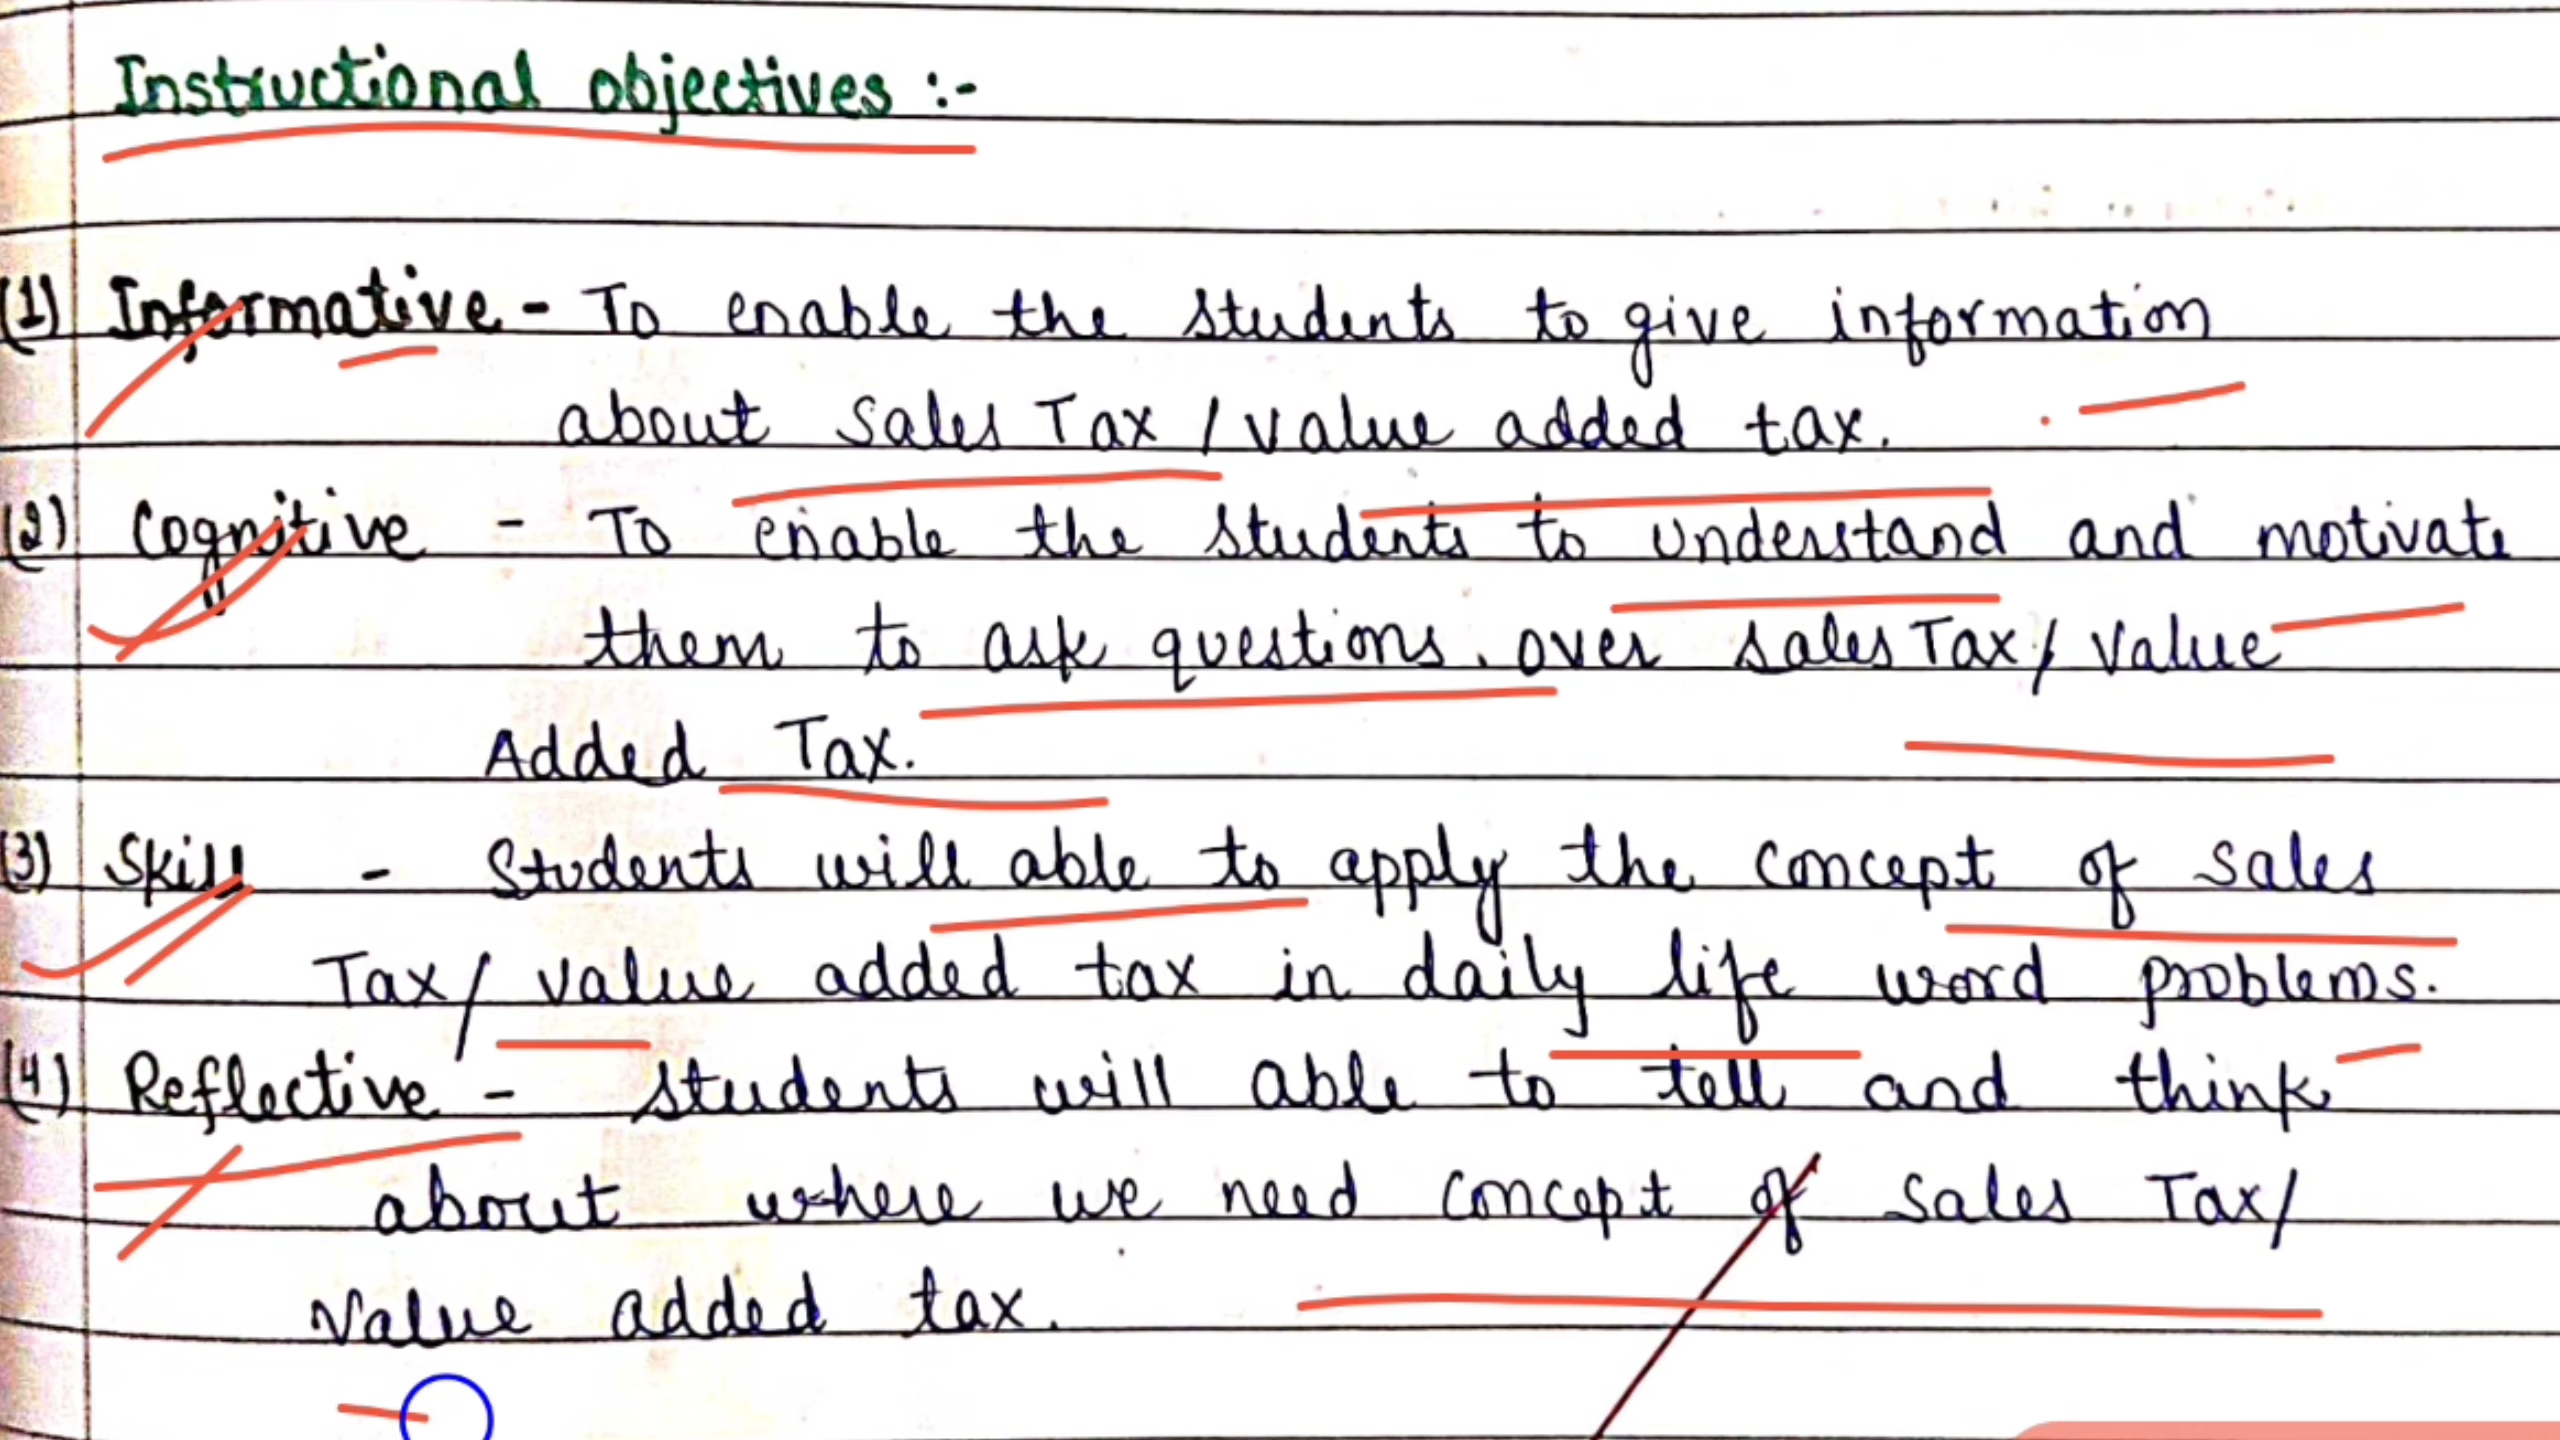 Instructional objectives :-
(1) Informative - To enable the students to give information
about Sales Tax / value added tax.
(2) Cognitive - To enable the students to understand and motivate
them to ask questions. over sales Tax / value
Added Tax.
(3) Skill - Students will able to apply the concept of sales
Tax / value added tax in daily life word problems.
(4) Reflective - Students will able to tell and think
about where we need concept of Sales Tax /
Value added tax.